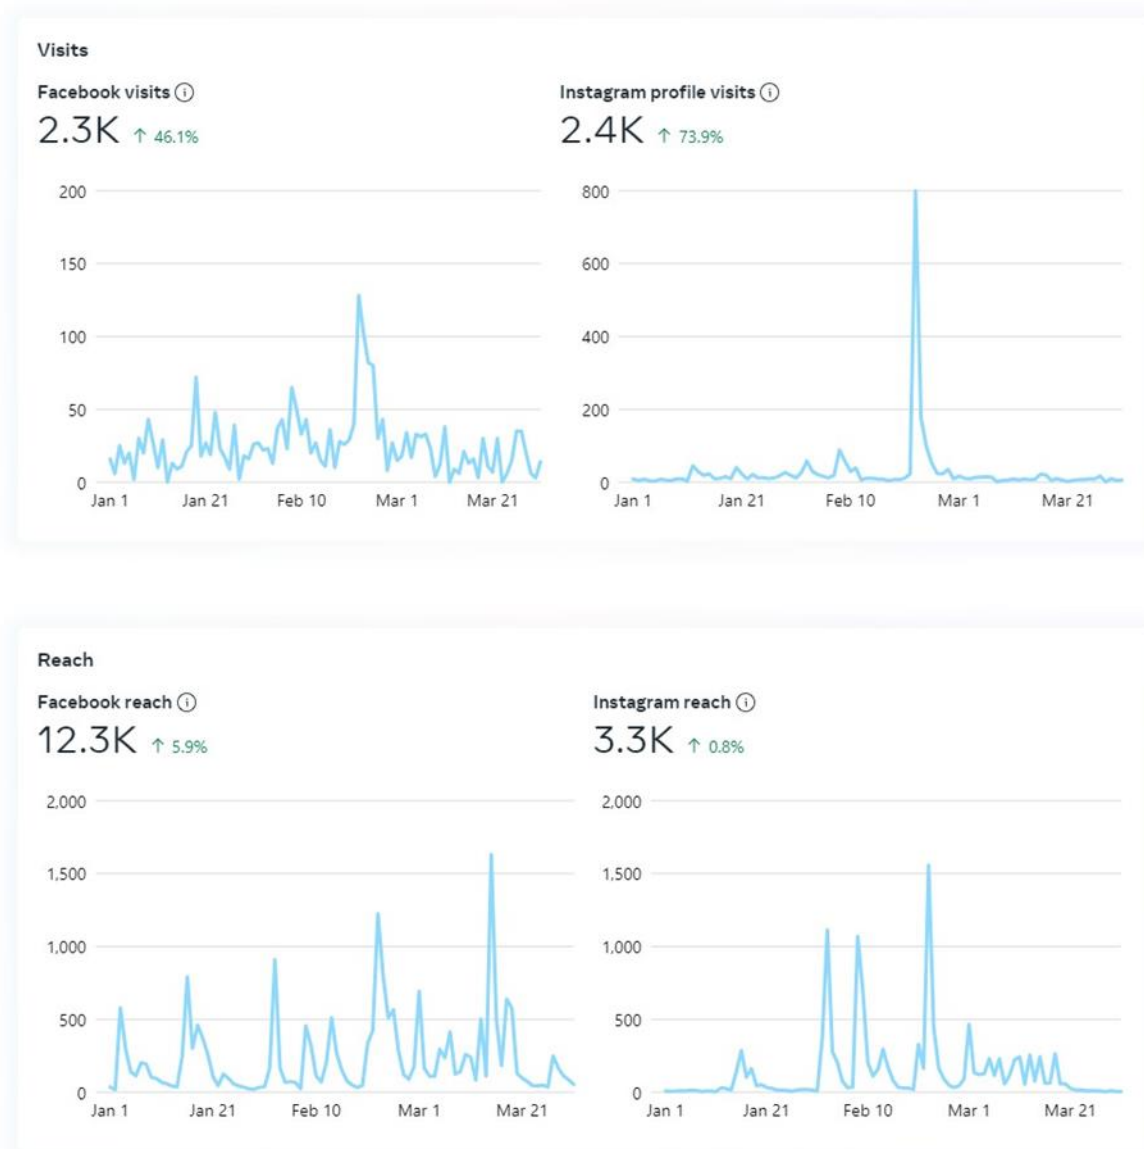 Visits
Facebook visits
2.3K ↑ 46.1%
200
150
100
50
0
Jan 1 Jan 21 Feb 10 Mar 1 Mar 21
Instagram profile visits
2.4K ↑ 73.9%
800
600
400
200
0
Jan 1 Jan 21 Feb 10 Mar 1 Mar 21
Reach
Facebook reach
12.3K ↑ 5.9%
2,000
1,500
1,000
500
0
Jan 1 Jan 21 Feb 10 Mar 1 Mar 21
Instagram reach
3.3K ↑ 0.8%
2,000
1,500
1,000
500
0
Jan 1 Jan 21 Feb 10 Mar 1 Mar 21